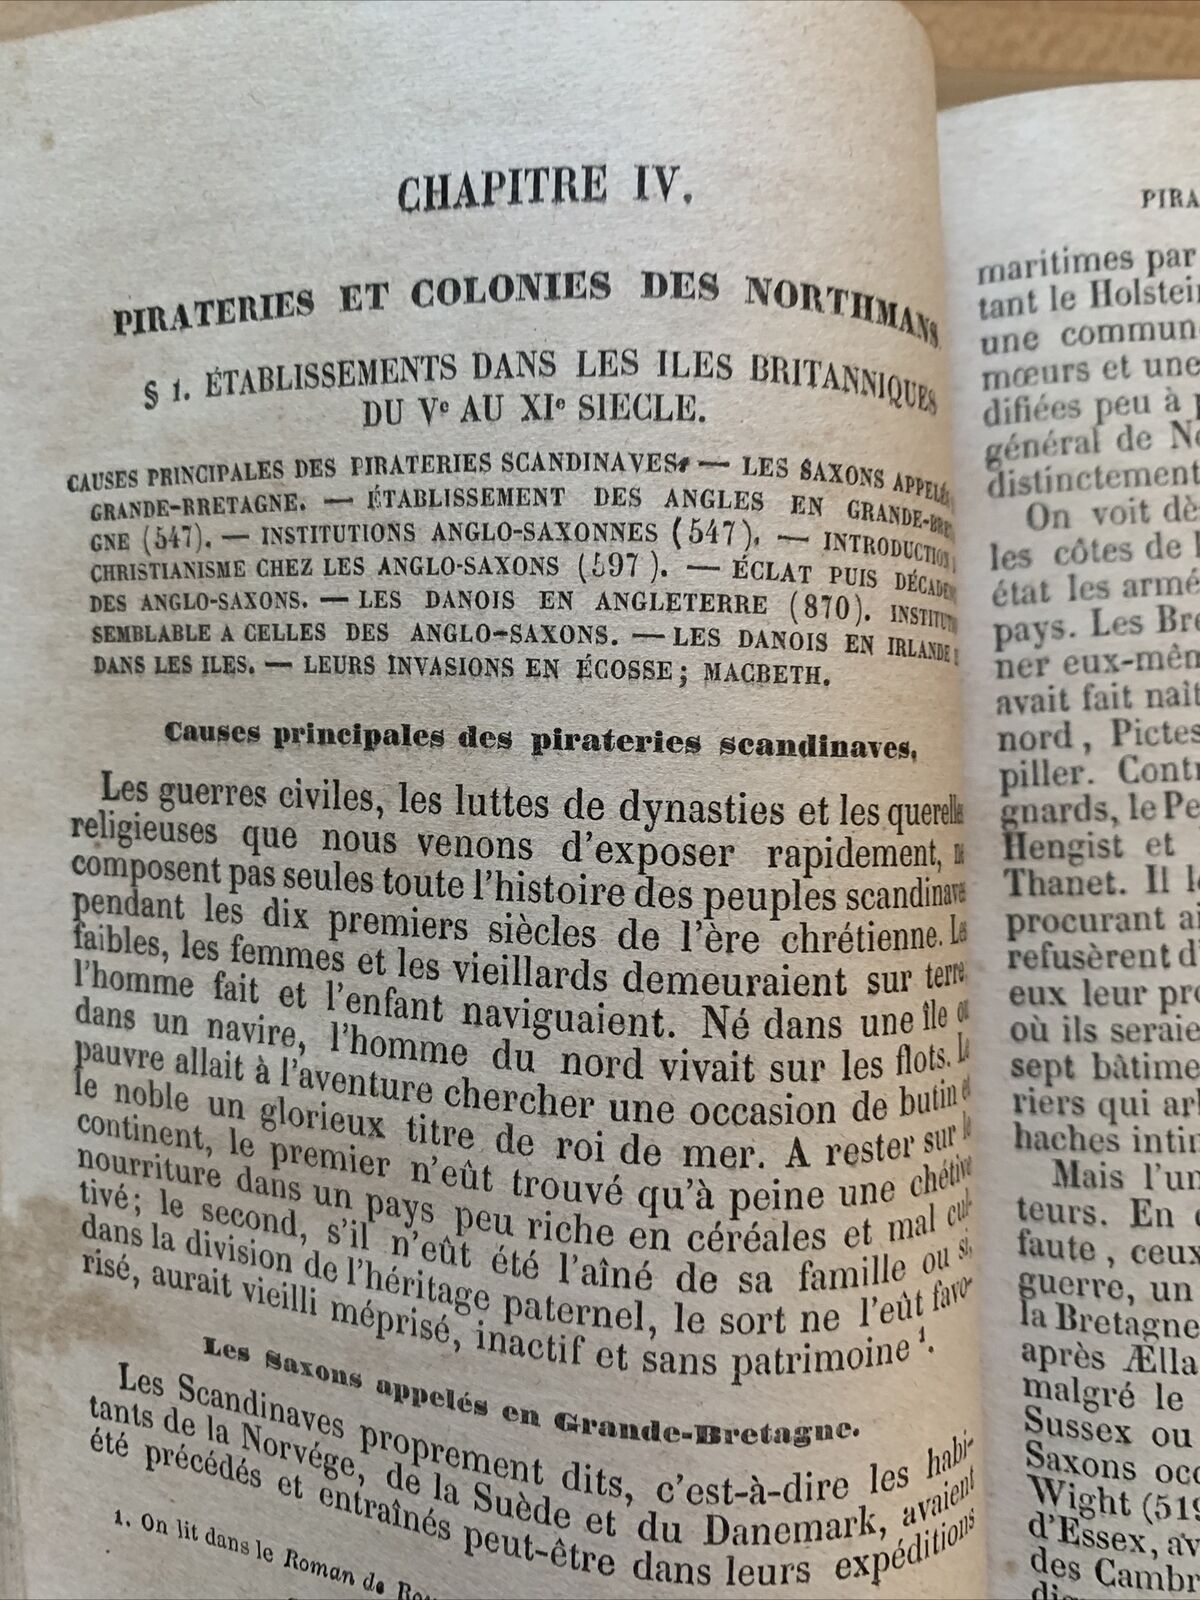 CHAPITRE IV.
PIRATERIES ET COLONIES DES NORTHMANS.
§ 1. ÉTABLISSEMENTS DANS LES ILES BRITANNIQUES
DU Ve AU XIe SIECLE.
CAUSES PRINCIPALES DES PIRATERIES SCANDINAVES. — LES SAXONS APPELÉS
GRANDE-BRETAGNE. — ÉTABLISSEMENT DES ANGLES EN GRANDE-BRE
GNE (547). — INSTITUTIONS ANGLO-SAXONNES (547). — INTRODUCTION
CHRISTIANISME CHEZ LES ANGLO-SAXONS (597). — ÉCLAT PUIS DÉCADEN
DES ANGLO-SAXONS. — LES DANOIS EN ANGLETERRE (870). INSTITUT
SEMBLABLE A CELLES DES ANGLO-SAXONS. — LES DANOIS EN IRLANDE
DANS LES ILES. — LEURS INVASIONS EN ÉCOSSE; MACBETH.
Causes principales des pirateries scandinaves.
Les guerres civiles, les luttes de dynasties et les querelles
religieuses que nous venons d'exposer rapidement, ne
composent pas seules toute l'histoire des peuples scandinaves
pendant les dix premiers siècles de l'ère chrétienne. Les
faibles, les femmes et les vieillards demeuraient sur terre,
l'homme fait et l'enfant naviguaient. Né dans une île ou
dans un navire, l'homme du nord vivait sur les flots. Le
pauvre allait à l'aventure chercher une occasion de butin et
le noble un glorieux titre de roi de mer. A rester sur le
continent, le premier n'eût trouvé qu'à peine une chétive
nourriture dans un pays peu riche en céréales et mal cul-
tivé; le second, s'il n'eût été l'aîné de sa famille ou si,
dans la division de l'héritage paternel, le sort ne l'eût favo-
risé, aurait vieilli méprisé, inactif et sans patrimoine 1.
Les Saxons appelés en Grande-Bretagne.
Les Scandinaves proprement dits, c'est-à-dire les habi-
tants de la Norvége, de la Suède et du Danemark, avaient
été précédés et entraînés peut-être dans leurs expéditions
1. On lit dans le Roman de Rou
PIRA
maritimes par
tant le Holstein
une commun
mœurs et une
difiées peu à p
général de No
distinctement
On voit dè
les côtes de l
état les armé
pays. Les Bre
ner eux-mêm
avait fait naît
nord, Pictes
piller. Contr
gnards, le Pe
Hengist et
Thanet. Il l
procurant ai
refusèrent d'
eux leur pro
où ils seraie
sept bâtime
riers qui arl
haches intin
Mais l'un
teurs. En
faute, ceux
guerre, un
la Bretagne
après Ælla
malgré le
Sussex ou
Saxons occ
Wight (519
d'Essex, av
des Cambr